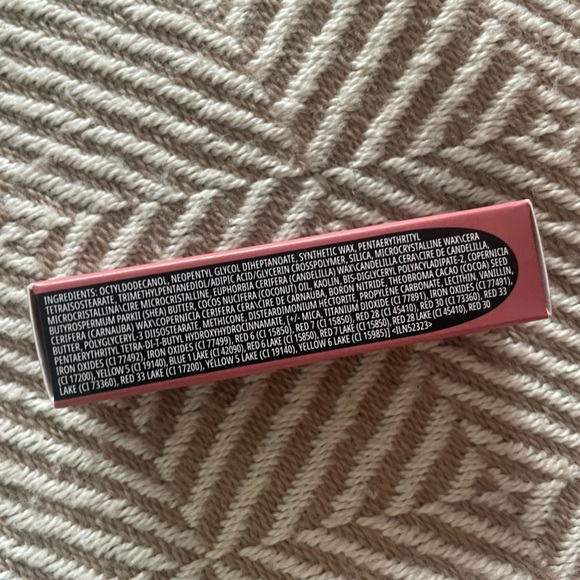 INGREDIENTS: OCTYLDODECANOL, NEOPENTYL GLYCOL DIHEPTANOATE, SYNTHETIC WAX, PENTAERYTHRITYL
TETRAISOSTEARATE, TRIMETHYLPENTANEDIOL/ADIPIC ACID/GLYCERIN CROSSPOLYMER, SILICA, MICROCRYSTALLINE WAX\CERA
MICROCRISTALLINA\CIRE MICROCRISTALLINE, EUPHORBIA CERIFERA (CANDELILLA) WAX\CANDELILLA CERA\CIRE DE CANDELILLA,
BUTYROSPERMUM PARKII (SHEA) BUTTER, COCOS NUCIFERA (COCONUT) OIL, KAOLIN, BIS-DIGLYCERYL POLYACYLADIPATE-2, COPERNICIA
CERIFERA (CARNAUBA) WAX\COPERNICIA CERIFERA CERA\CIRE DE CARNAUBA, BORON NITRIDE, THEOBROMA CACAO (COCOA) SEED
BUTTER, POLYGLYCERYL-3 DIISOSTEARATE, METHICONE, DISTEARDIMONIUM HECTORITE, PROPYLENE CARBONATE, LECITHIN, VANILLIN,
PENTAERYTHRITYL TETRA-DI-T-BUTYL HYDROXYHYDROCINNAMATE, [+/- MICA, TITANIUM DIOXIDE (CI 77891), IRON OXIDES (CI 77491),
IRON OXIDES (CI 77492), IRON OXIDES (CI 77499), RED 6 (CI 15850), RED 7 (CI 15850), RED 28 (CI 45410), RED 30 (CI 73360), RED 33
(CI 17200), YELLOW 5 (CI 19140), BLUE 1 LAKE (CI 42090), RED 6 LAKE (CI 15850), RED 7 LAKE (CI 15850), RED 28 LAKE (CI 45410), RED 30
LAKE (CI 73360), RED 33 LAKE (CI 17200), YELLOW 5 LAKE (CI 19140), YELLOW 6 LAKE (CI 15985)] <ILN52323>